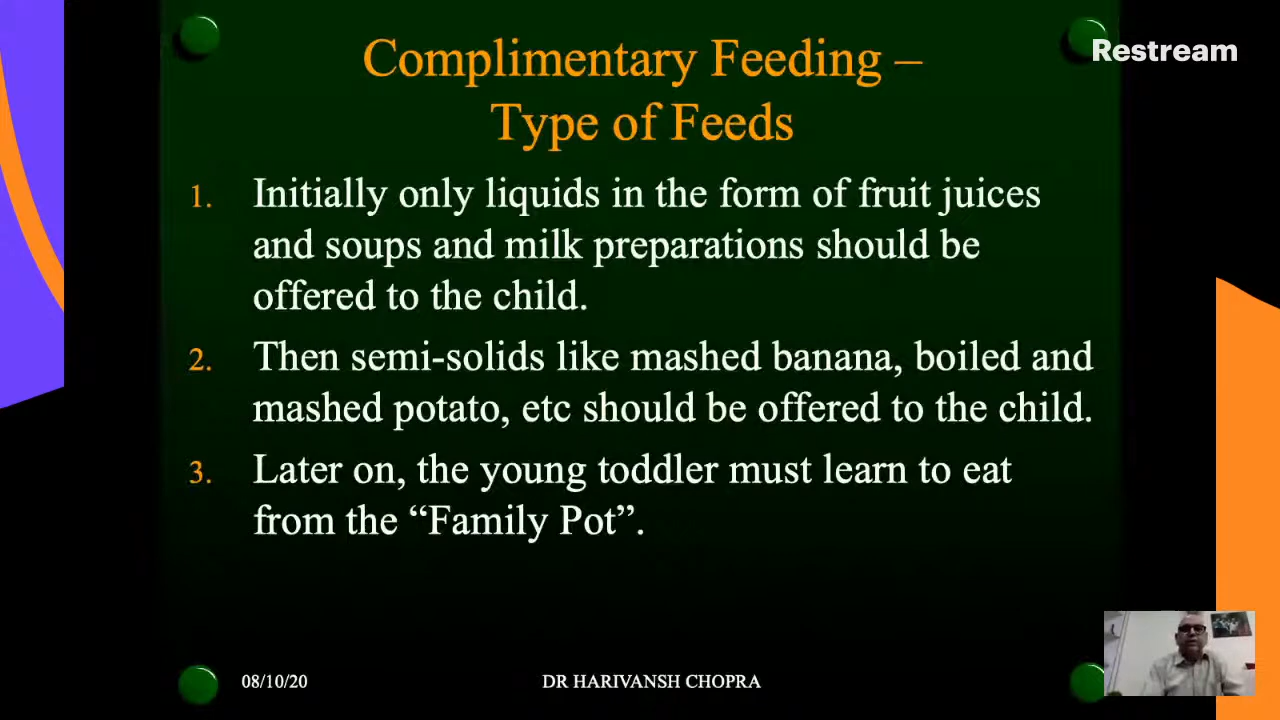 Complimentary Feeding –
Type of Feeds
Restream
1. Initially only liquids in the form of fruit juices
and soups and milk preparations should be
offered to the child.
2. Then semi-solids like mashed banana, boiled and
mashed potato, etc should be offered to the child.
3. Later on, the young toddler must learn to eat
from the “Family Pot”.
08/10/20
DR HARIVANSH CHOPRA